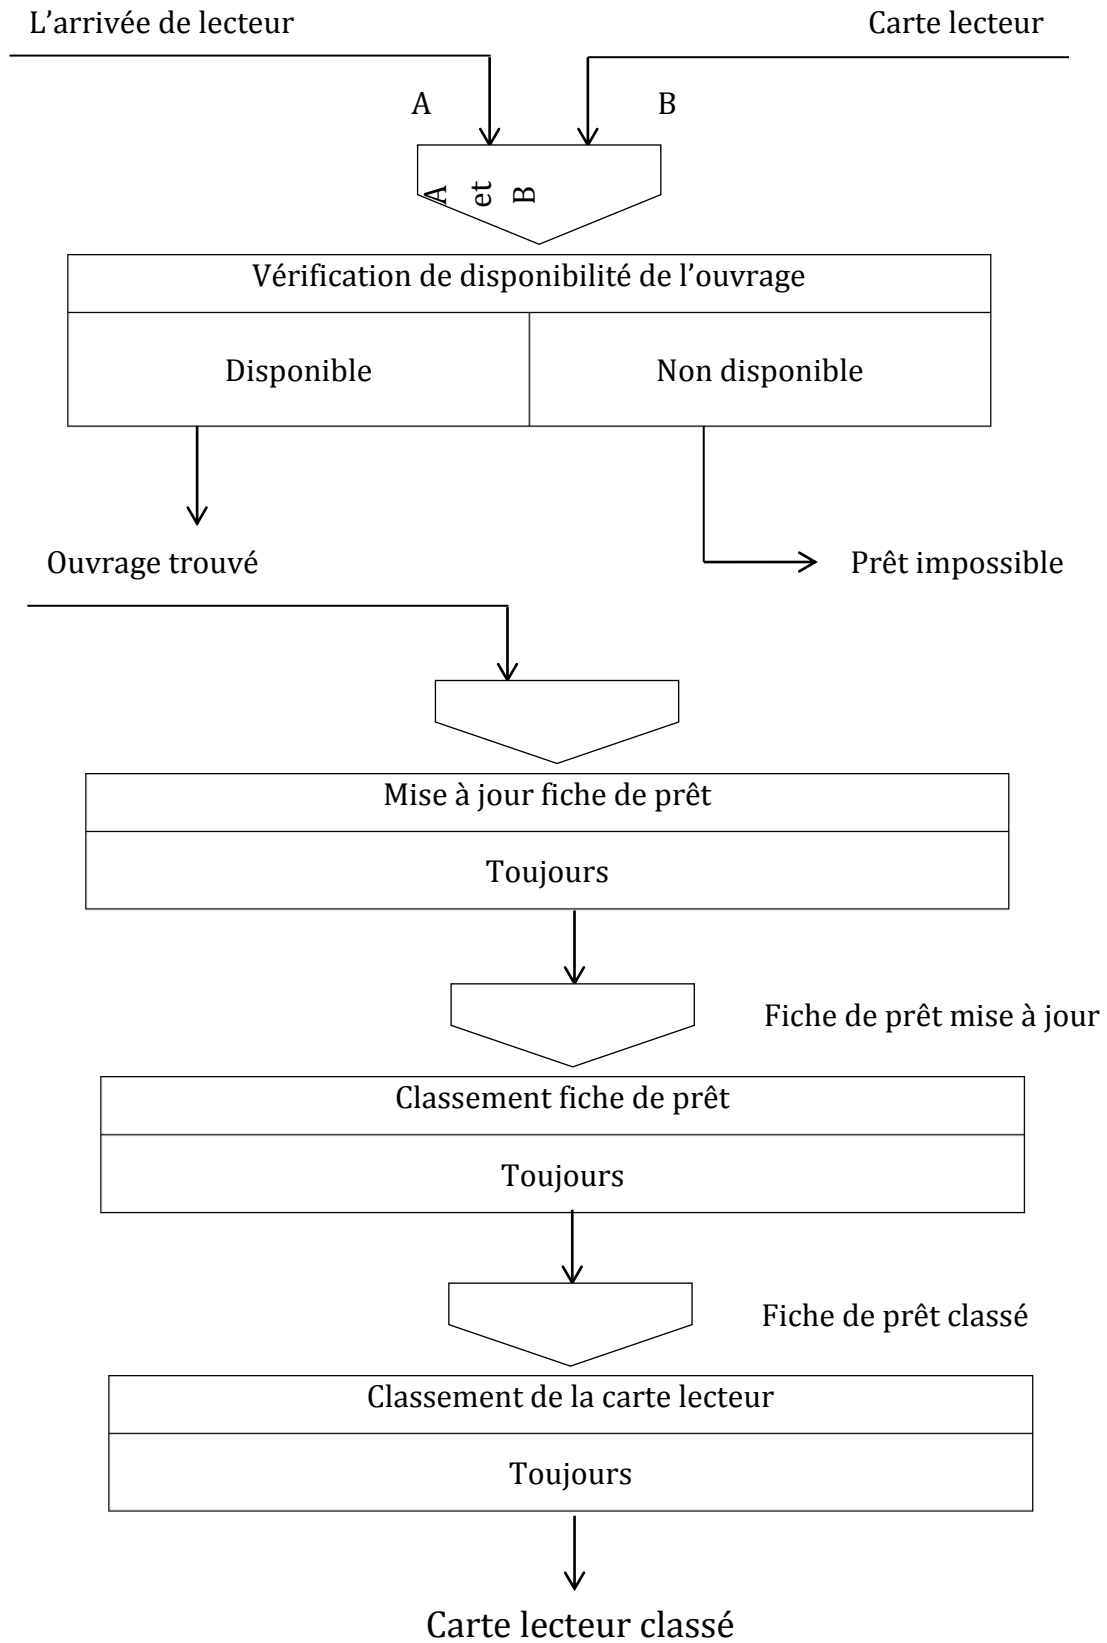 L'arrivée de lecteur
Carte lecteur
A
B
A
et
B
Vérification de disponibilité de l'ouvrage
Disponible
Non disponible
Ouvrage trouvé
Prêt impossible
Mise à jour fiche de prêt
Toujours
Fiche de prêt mise à jour
Classement fiche de prêt
Toujours
Fiche de prêt classé
Classement de la carte lecteur
Toujours
Carte lecteur classé